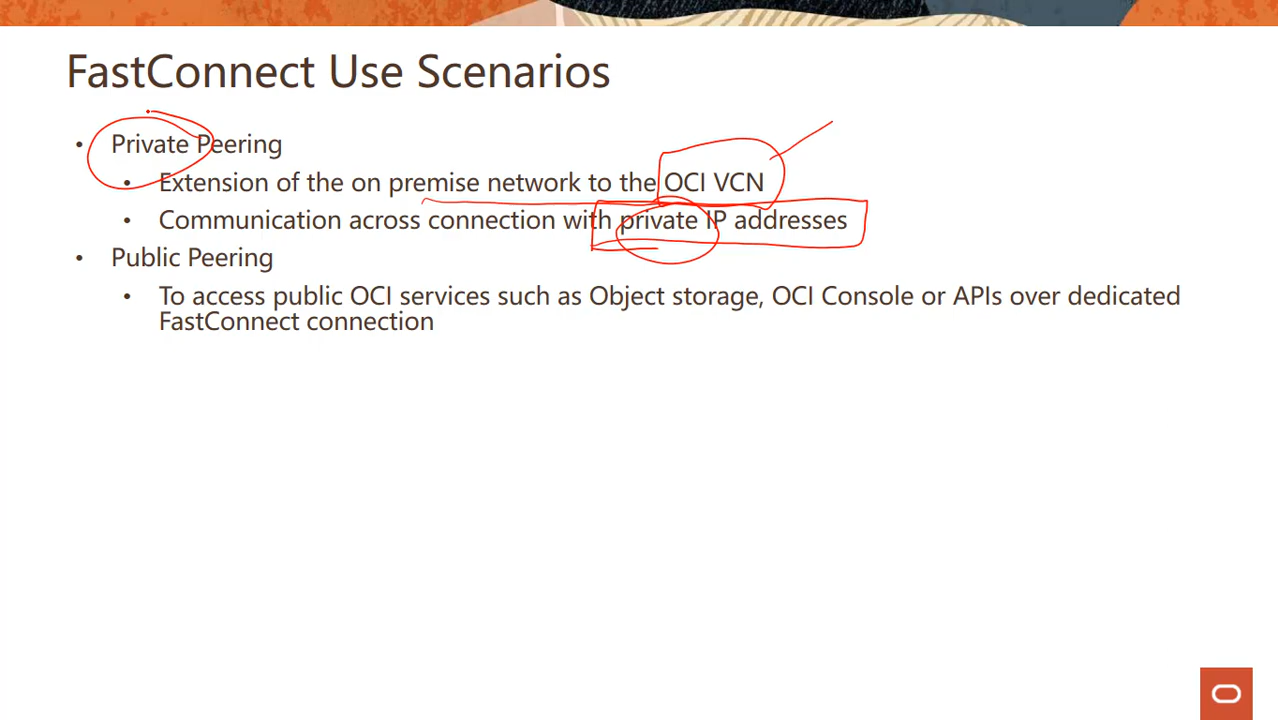 FastConnect Use Scenarios
• Private Peering
• Extension of the on premise network to the OCI VCN
• Communication across connection with private IP addresses
• Public Peering
• To access public OCI services such as Object storage, OCI Console or APIs over dedicated
FastConnect connection